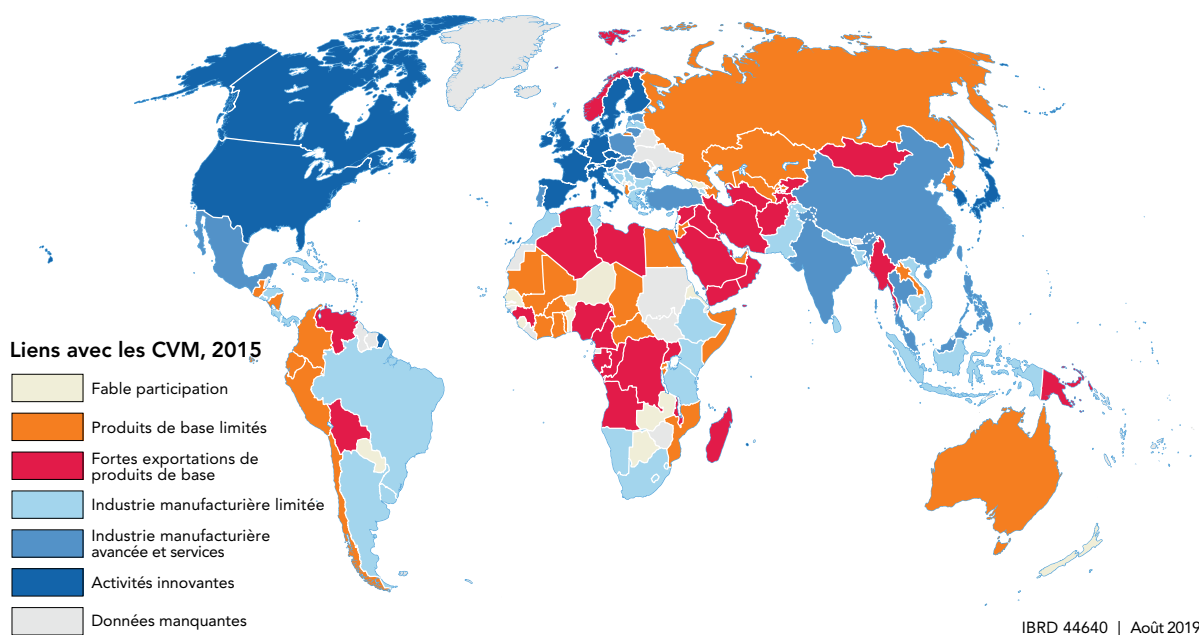 Liens avec les CVM, 2015
Fable participation
Produits de base limités
Fortes exportations de
produits de base
Industrie manufacturière limitée
Industrie manufacturière
avancée et services
Activités innovantes
Données manquantes
IBRD 44640 | Août 2019